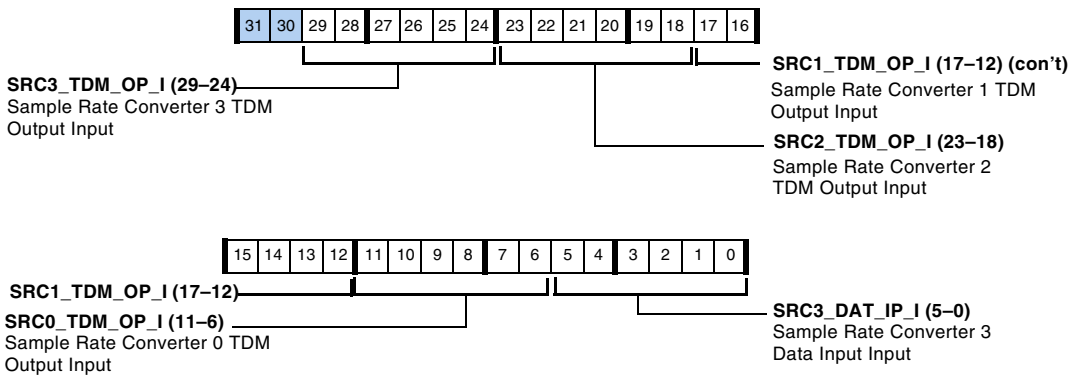 31 30 29 28 27 26 25 24 23 22 21 20 19 18 17 16
SRC3_TDM_OP_I (29–24)
Sample Rate Converter 3 TDM
Output Input
SRC1_TDM_OP_I (17–12) (con't)
Sample Rate Converter 1 TDM
Output Input
SRC2_TDM_OP_I (23–18)
Sample Rate Converter 2
TDM Output Input
15 14 13 12 11 10 9 8 7 6 5 4 3 2 1 0
SRC1_TDM_OP_I (17–12)
SRC0_TDM_OP_I (11–6)
Sample Rate Converter 0 TDM
Output Input
SRC3_DAT_IP_I (5–0)
Sample Rate Converter 3
Data Input Input